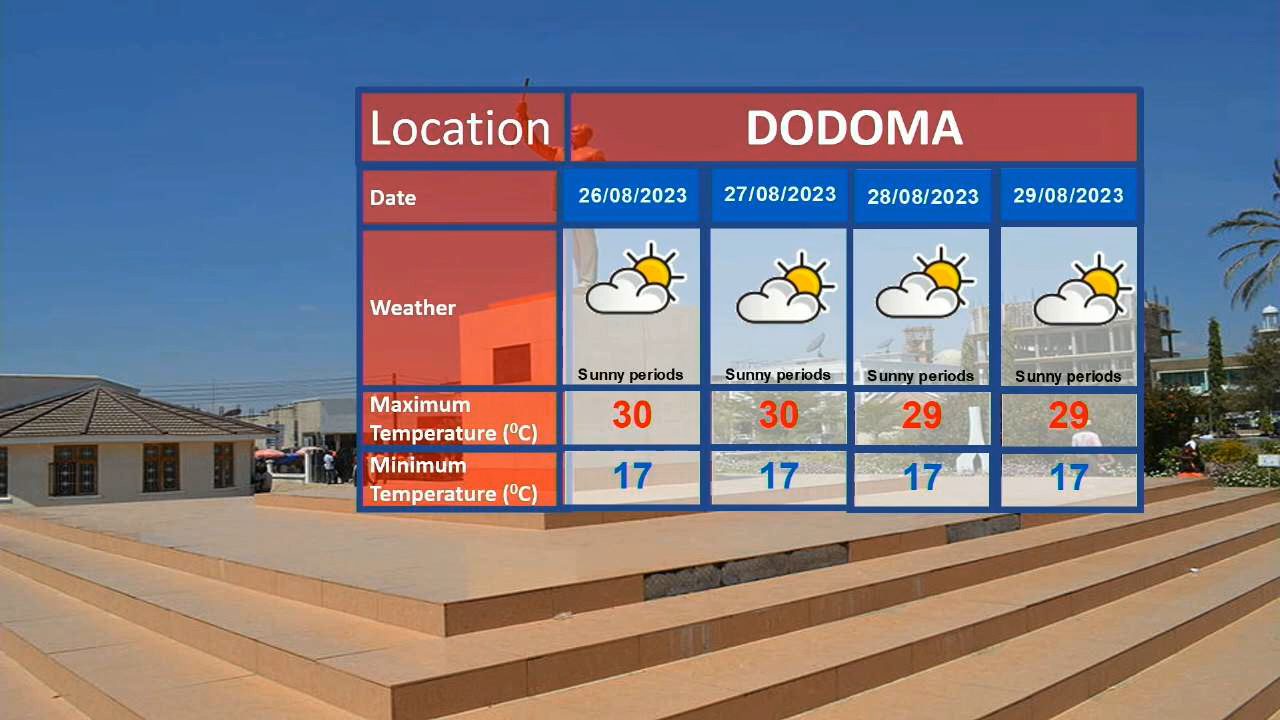 Location DODOMA
Date 26/08/2023 27/08/2023 28/08/2023 29/08/2023
Weather Sunny periods Sunny periods Sunny periods Sunny periods
Maximum
Temperature (⁰C) 30 30 29 29
Minimum
Temperature (⁰C) 17 17 17 17